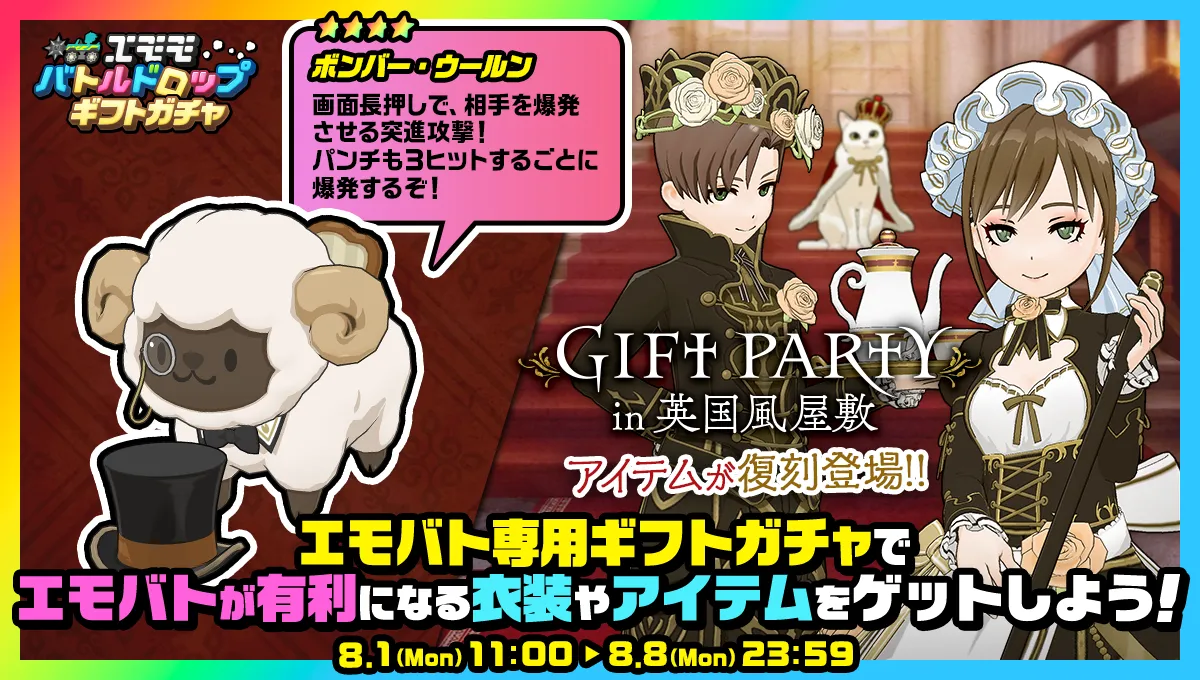 エモモ
バトルドロップ
ギフトガチャ
ボンバー・ウールン
画面長押しで、相手を爆発
させる突進攻撃!
パンチも3ヒットするごとに
爆発するぞ!
GIFT PARTY
in 英国風屋敷
アイテムが復刻登場!!
エモバト専用ギフトガチャで
エモバトが有利になる衣装やアイテムをゲットしよう!
8.1(Mon)11:00▶8.8(Mon)23:59